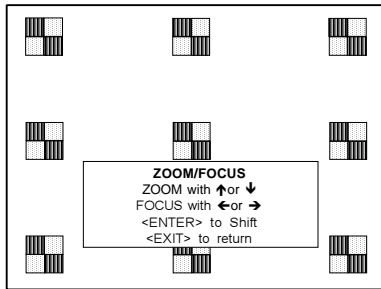 ZOOM/FOCUS
ZOOM with ↑or ↓
FOCUS with ←or →
<ENTER> to Shift
<EXIT> to return